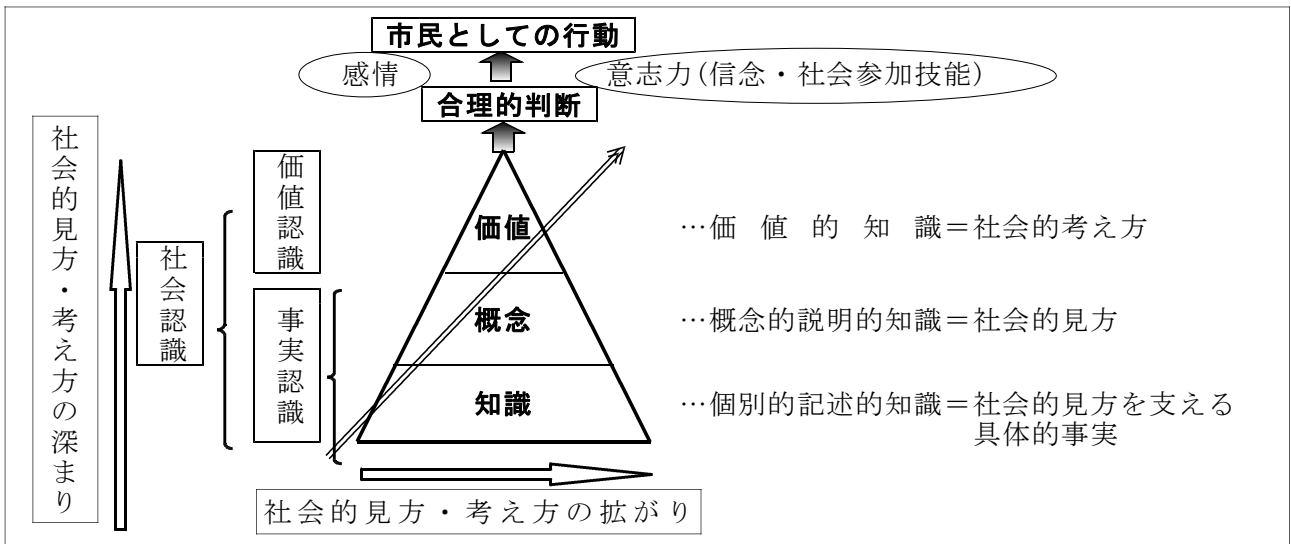 市民としての行動
感情
意志力(信念・社会参加技能)
合理的判断
社会的見方・考え方の深まり
社会認識
価値認識
事実認識
価値
…価値的知識＝社会的考え方
概念
…概念的説明的知識＝社会的見方
知識
…個別的記述的知識＝社会的見方を支える
具体的事実
社会的見方・考え方の拡がり